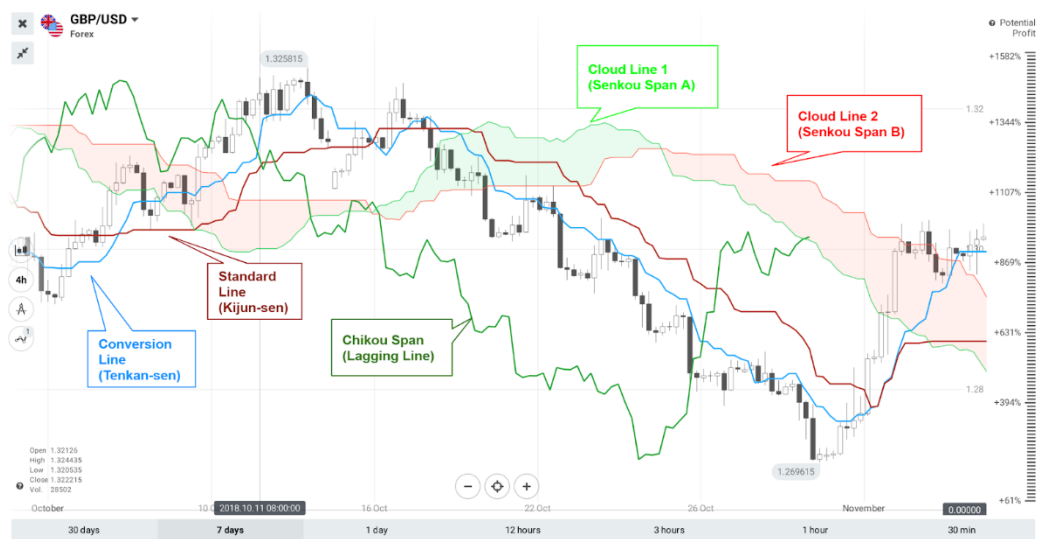 GBP/USD
Forex
Potential
Profit
1.325815
Cloud Line 1
(Senkou Span A)
+1582%
1.32
Cloud Line 2
(Senkou Span B)
+1344%
+1107%
+869%
4h
Standard
Line
(Kijun-sen)
1
Conversion
Line
(Tenkan-sen)
Chikou Span
(Lagging Line)
+631%
1.28
+394%
1.269615
Open 1.32126
High 1.324435
Low 1.320535
Close 1.322215
Vol. 28502
+61%
October
2018.10.11 08:00:00
16 Oct
22 Oct
26 Oct
November
0.00000
30 days
7 days
1 day
12 hours
3 hours
1 hour
30 min